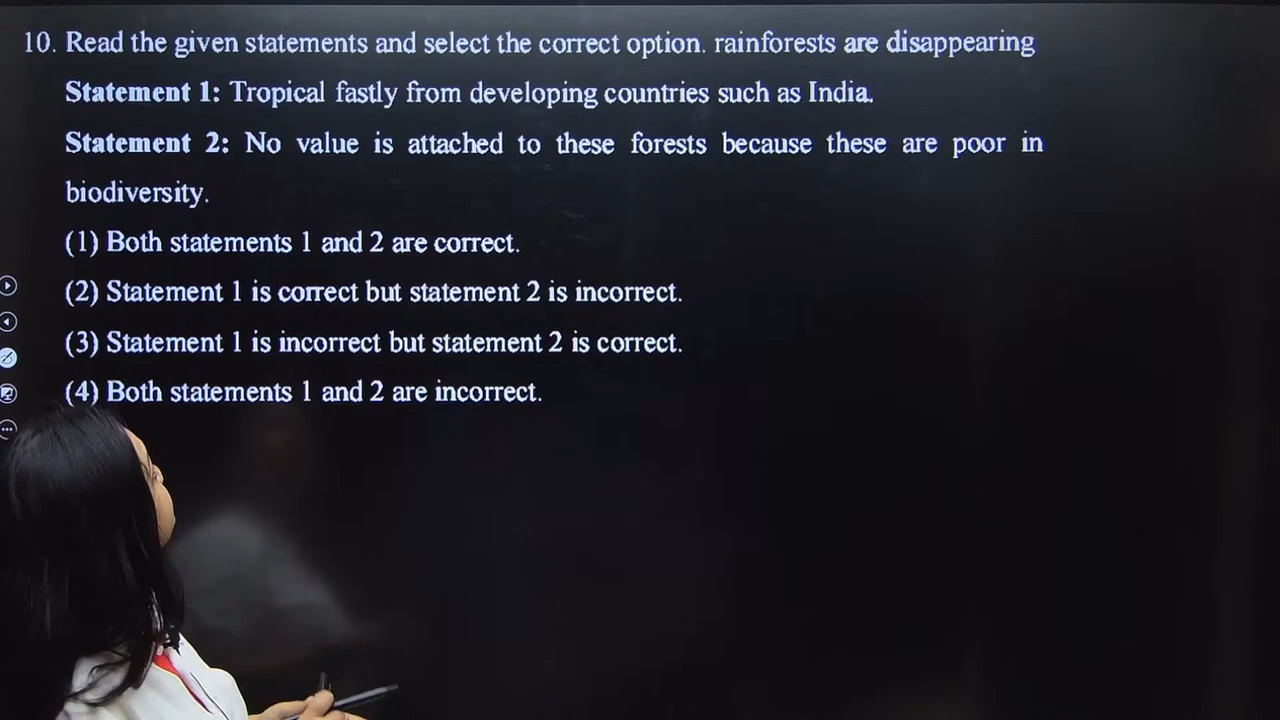 10. Read the given statements and select the correct option. rainforests are disappearing
Statement 1: Tropical fastly from developing countries such as India.
Statement 2: No value is attached to these forests because these are poor in
biodiversity.
(1) Both statements 1 and 2 are correct.
(2) Statement 1 is correct but statement 2 is incorrect.
(3) Statement 1 is incorrect but statement 2 is correct.
(4) Both statements 1 and 2 are incorrect.